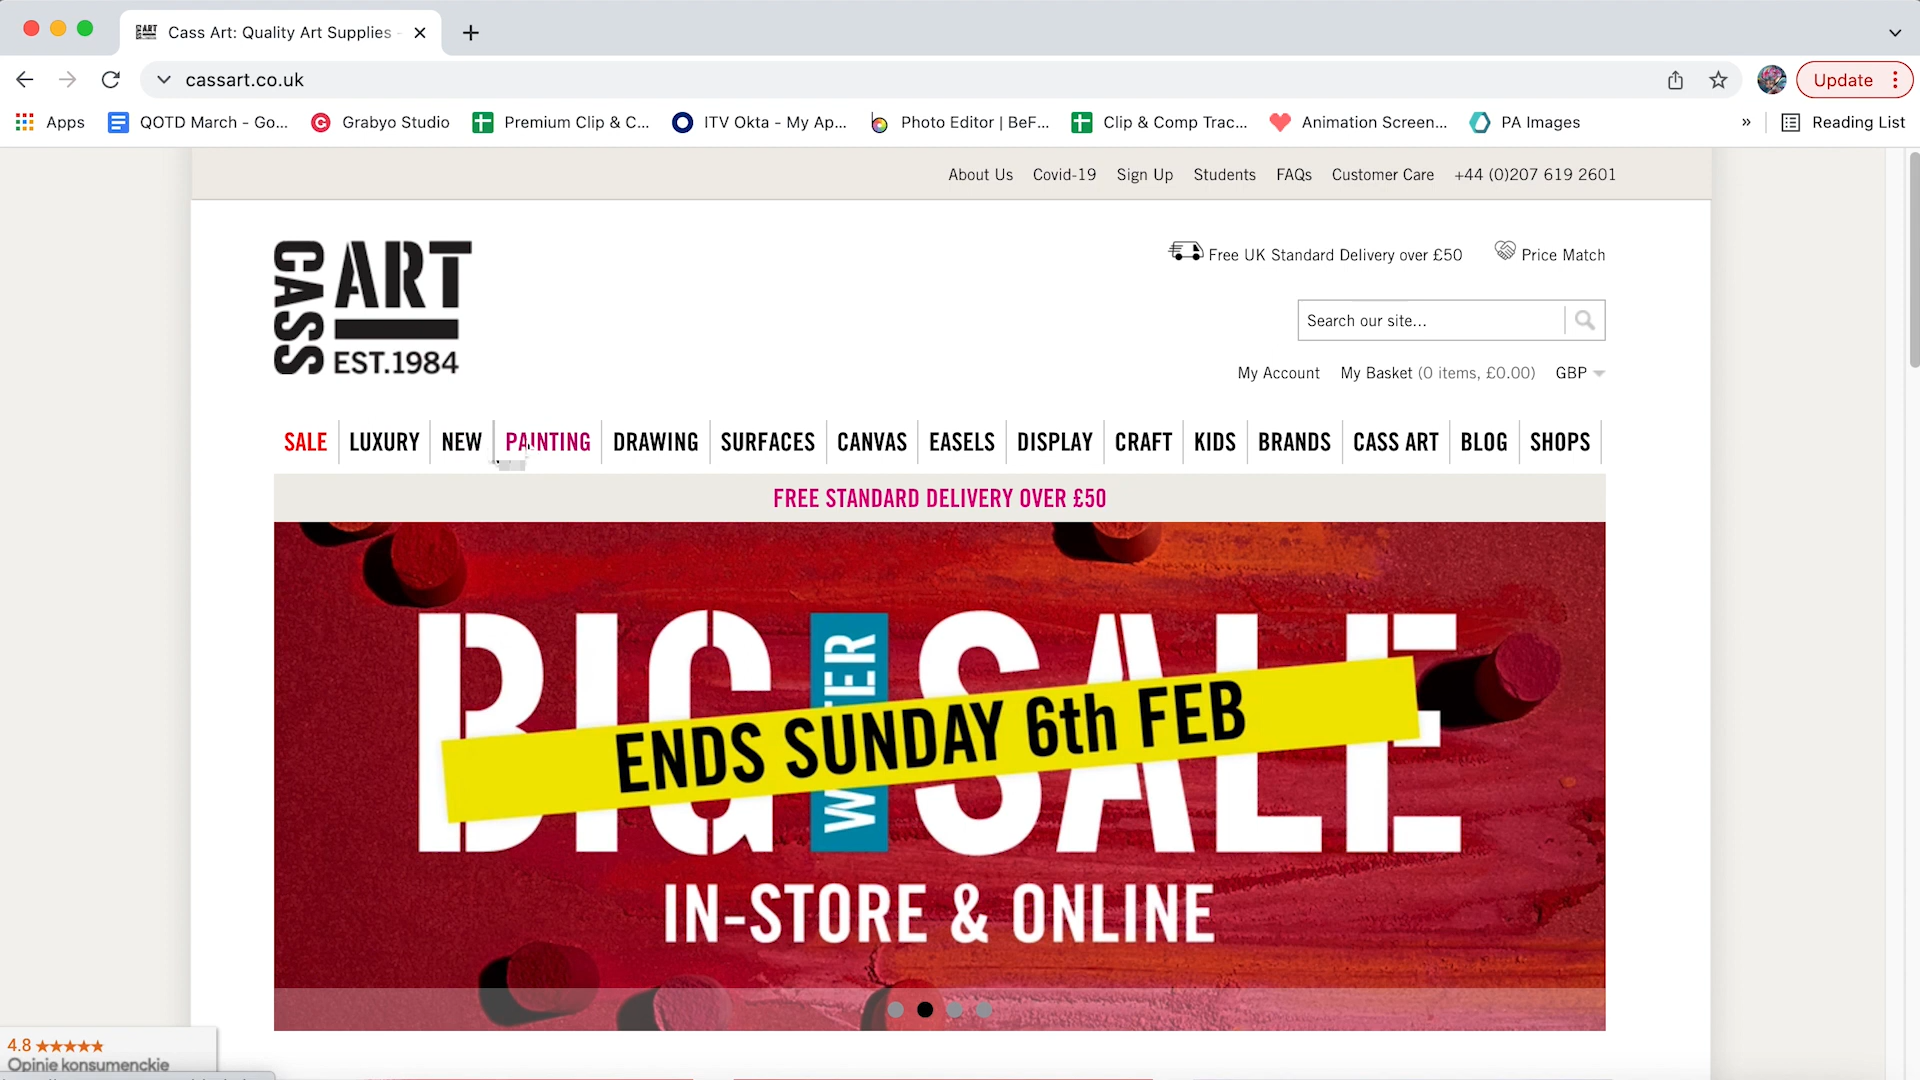 Cass Art: Quality Art Supplies
cassart.co.uk
Update
Apps
QOTD March - Go...
Grabyo Studio
Premium Clip & C...
ITV Okta - My Ap...
Photo Editor | BeF...
Clip & Comp Trac...
Animation Screen...
PA Images
»
Reading List
About Us Covid-19 Sign Up Students FAQs Customer Care +44 (0)207 619 2601
CASS ART
EST.1984
Free UK Standard Delivery over £50
Price Match
Search our site...
My Account My Basket (0 items, £0.00) GBP
SALE LUXURY NEW PAINTING DRAWING SURFACES CANVAS EASELS DISPLAY CRAFT KIDS BRANDS CASS ART BLOG SHOPS
FREE STANDARD DELIVERY OVER £50
BIG SALE
ENDS SUNDAY 6th FEB
IN-STORE & ONLINE
4.8 ★★★★★
Opinie konsumenckie